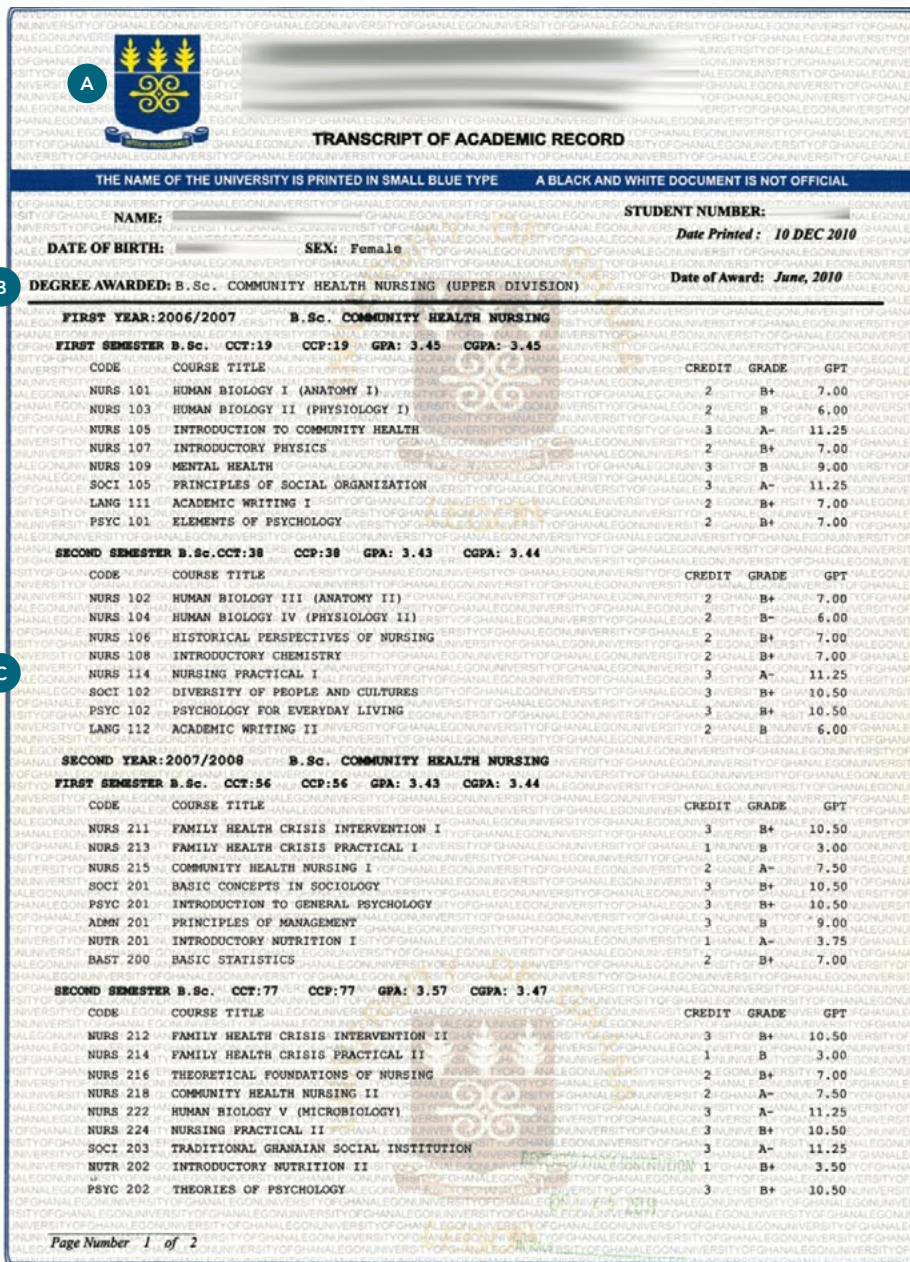 A
TRANSCRIPT OF ACADEMIC RECORD
THE NAME OF THE UNIVERSITY IS PRINTED IN SMALL BLUE TYPE A BLACK AND WHITE DOCUMENT IS NOT OFFICIAL
NAME: STUDENT NUMBER:
Date Printed : 10 DEC 2010
DATE OF BIRTH: SEX: Female
Date of Award: June, 2010
B DEGREE AWARDED: B.Sc. COMMUNITY HEALTH NURSING (UPPER DIVISION)
FIRST YEAR:2006/2007 B.Sc. COMMUNITY HEALTH NURSING
FIRST SEMESTER B.Sc. CCT:19 CCP:19 GPA: 3.45 CGPA: 3.45
CODE COURSE TITLE CREDIT GRADE GPT
NURS 101 HUMAN BIOLOGY I (ANATOMY I) 2 B+ 7.00
NURS 103 HUMAN BIOLOGY II (PHYSIOLOGY I) 2 B 6.00
NURS 105 INTRODUCTION TO COMMUNITY HEALTH 3 A- 11.25
NURS 107 INTRODUCTORY PHYSICS 2 B+ 7.00
NURS 109 MENTAL HEALTH 3 B 9.00
SOCI 105 PRINCIPLES OF SOCIAL ORGANIZATION 3 A- 11.25
LANG 111 ACADEMIC WRITING I 2 B+ 7.00
PSYC 101 ELEMENTS OF PSYCHOLOGY 2 B+ 7.00
SECOND SEMESTER B.Sc.CCT:38 CCP:38 GPA: 3.43 CGPA: 3.44
CODE COURSE TITLE CREDIT GRADE GPT
NURS 102 HUMAN BIOLOGY III (ANATOMY II) 2 B+ 7.00
NURS 104 HUMAN BIOLOGY IV (PHYSIOLOGY II) 2 B- 6.00
NURS 106 HISTORICAL PERSPECTIVES OF NURSING 2 B+ 7.00
NURS 108 INTRODUCTORY CHEMISTRY 2 B+ 7.00
C
NURS 114 NURSING PRACTICAL I 3 A- 11.25
SOCI 102 DIVERSITY OF PEOPLE AND CULTURES 3 B+ 10.50
PSYC 102 PSYCHOLOGY FOR EVERYDAY LIVING 3 B+ 10.50
LANG 112 ACADEMIC WRITING II 2 B 6.00
SECOND YEAR:2007/2008 B.Sc. COMMUNITY HEALTH NURSING
FIRST SEMESTER B.Sc. CCT:56 CCP:56 GPA: 3.43 CGPA: 3.44
CODE COURSE TITLE CREDIT GRADE GPT
NURS 211 FAMILY HEALTH CRISIS INTERVENTION I 3 B+ 10.50
NURS 213 FAMILY HEALTH CRISIS PRACTICAL I 1 B 3.00
NURS 215 COMMUNITY HEALTH NURSING I 2 A- 7.50
SOCI 201 BASIC CONCEPTS IN SOCIOLOGY 3 B+ 10.50
PSYC 201 INTRODUCTION TO GENERAL PSYCHOLOGY 3 B+ 10.50
ADMN 201 PRINCIPLES OF MANAGEMENT 3 B 9.00
NUTR 201 INTRODUCTORY NUTRITION I 1 A- 3.75
BAST 200 BASIC STATISTICS 2 B+ 7.00
SECOND SEMESTER B.Sc. CCT:77 CCP:77 GPA: 3.57 CGPA: 3.47
CODE COURSE TITLE CREDIT GRADE GPT
NURS 212 FAMILY HEALTH CRISIS INTERVENTION II 3 B+ 10.50
NURS 214 FAMILY HEALTH CRISIS PRACTICAL II 1 B 3.00
NURS 216 THEORETICAL FOUNDATIONS OF NURSING 2 B+ 7.00
NURS 218 COMMUNITY HEALTH NURSING II 2 A- 7.50
NURS 222 HUMAN BIOLOGY V (MICROBIOLOGY) 3 A- 11.25
NURS 224 NURSING PRACTICAL II 3 B+ 10.50
SOCI 203 TRADITIONAL GHANAIAN SOCIAL INSTITUTION 3 A- 11.25
NUTR 202 INTRODUCTORY NUTRITION II 1 B+ 3.50
PSYC 202 THEORIES OF PSYCHOLOGY 3 B+ 10.50
Page Number 1 of 2